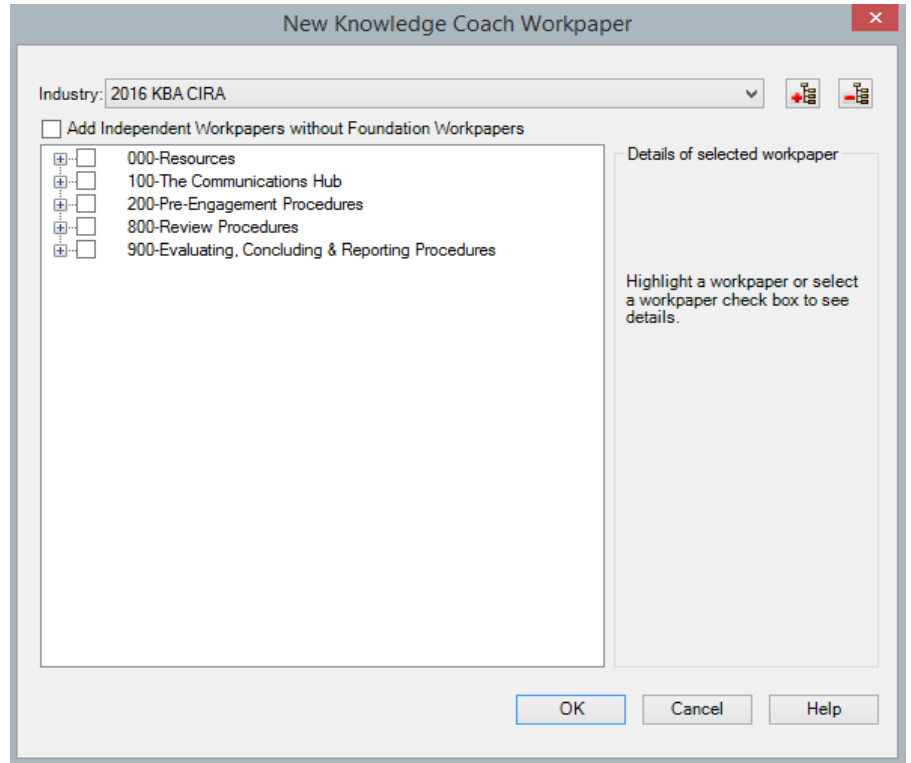 New Knowledge Coach Workpaper
Industry: 2016 KBA CIRA
Add Independent Workpapers without Foundation Workpapers
000-Resources
100-The Communications Hub
200-Pre-Engagement Procedures
800-Review Procedures
900-Evaluating, Concluding & Reporting Procedures
Details of selected workpaper
Highlight a workpaper or select
a workpaper check box to see
details.
OK Cancel Help